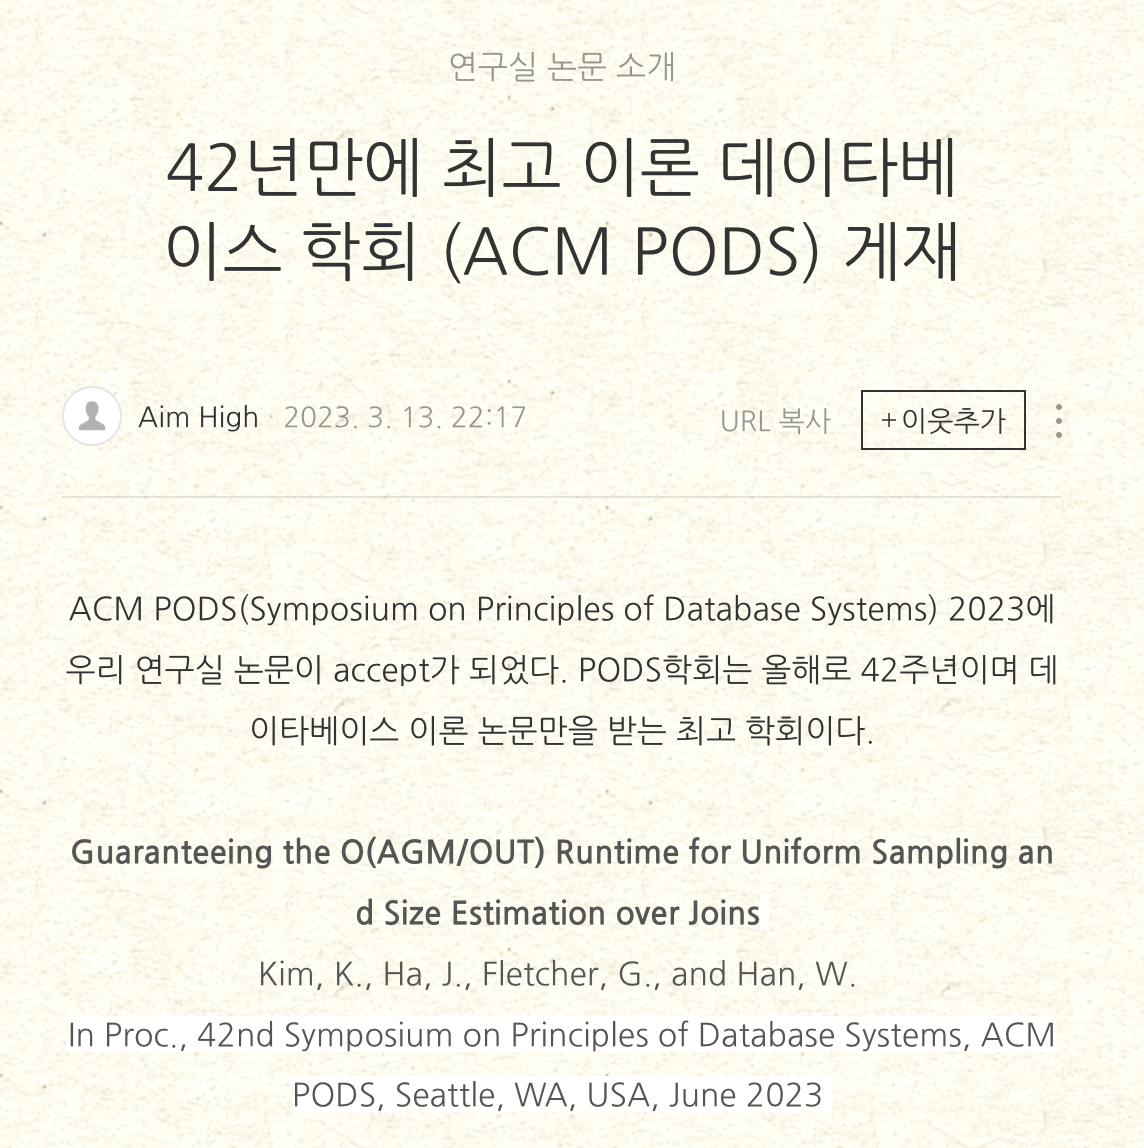 연구실 논문 소개
42년만에 최고 이론 데이타베
이스 학회 (ACM PODS) 게재
Aim High · 2023. 3. 13. 22:17
URL 복사 +이웃추가
ACM PODS(Symposium on Principles of Database Systems) 2023에
우리 연구실 논문이 accept가 되었다. PODS학회는 올해로 42주년이며 데
이타베이스 이론 논문만을 받는 최고 학회이다.
Guaranteeing the O(AGM/OUT) Runtime for Uniform Sampling an
d Size Estimation over Joins
Kim, K., Ha, J., Fletcher, G., and Han, W.
In Proc., 42nd Symposium on Principles of Database Systems, ACM
PODS, Seattle, WA, USA, June 2023